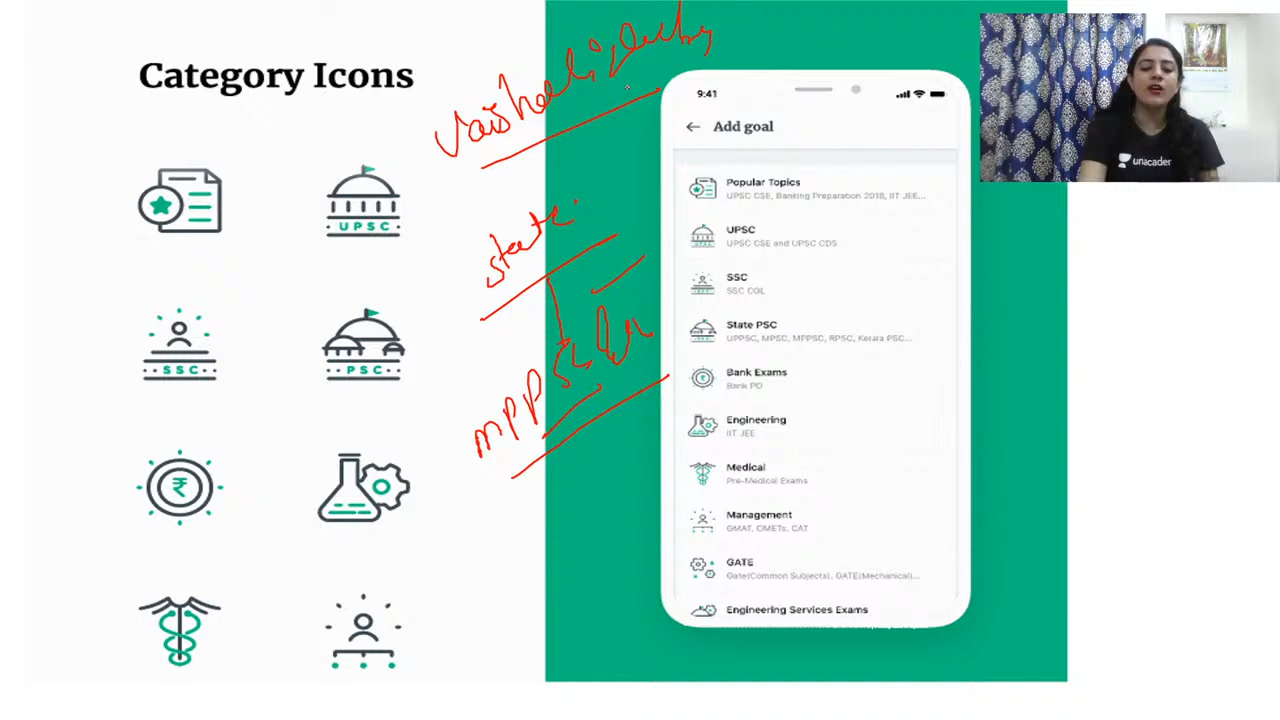 Category Icons
UPSC
SSC
PSC
₹
state
MPPSC
9:41
Add goal
Popular Topics
UPSC CSE, Banking Preparation 2018, IIT JEE...
UPSC
UPSC CSE and UPSC CDS
SSC
SSC CGL
State PSC
UPPSC, MPSC, MPPSC, RPSC, Kerala PSC...
Bank Exams
Bank PO
Engineering
IIT JEE
Medical
Pre-Medical Exams
Management
GMAT, OMETs, CAT
GATE
Gate(Common Subjects), GATE(Mechanical)...
Engineering Services Exams
unacader